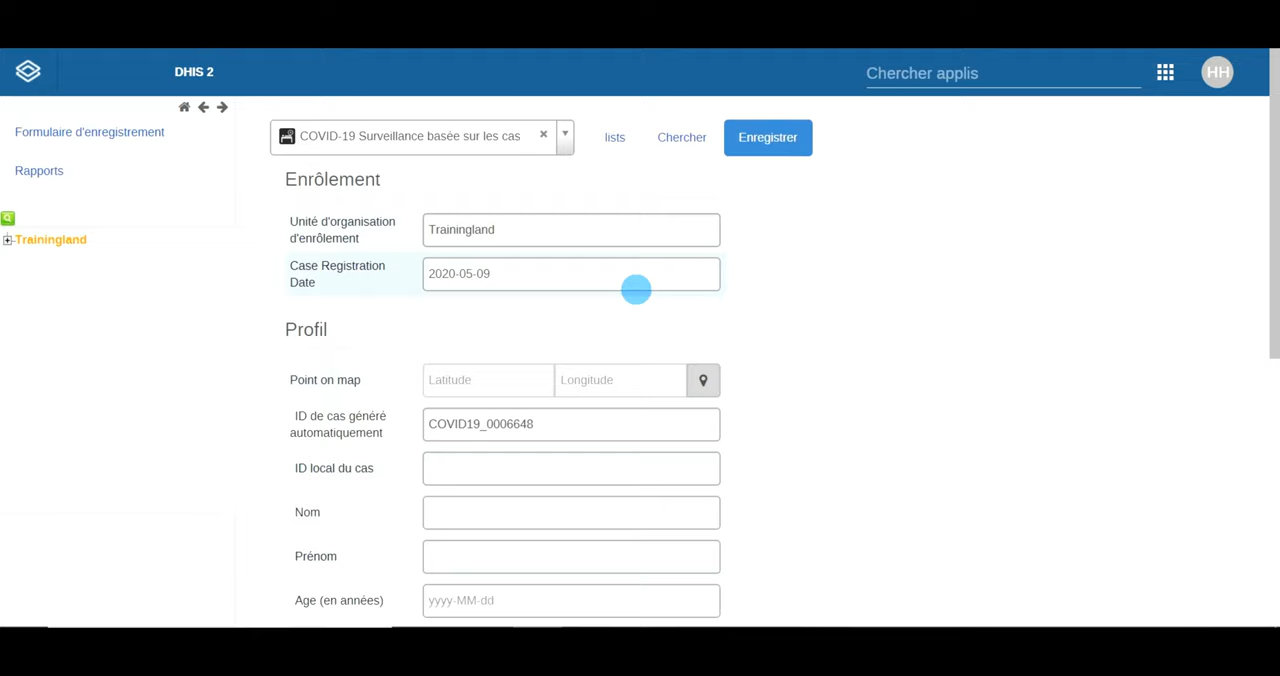 DHIS 2
Chercher applis
HH
Formulaire d'enregistrement
Rapports
Trainingland
COVID-19 Surveillance basée sur les cas
lists
Chercher
Enregistrer
Enrôlement
Unité d'organisation
d'enrôlement
Trainingland
Case Registration
Date
2020-05-09
Profil
Point on map
Latitude
Longitude
ID de cas généré
automatiquement
COVID19_0006648
ID local du cas
Nom
Prénom
Age (en années)
yyyy-MM-dd